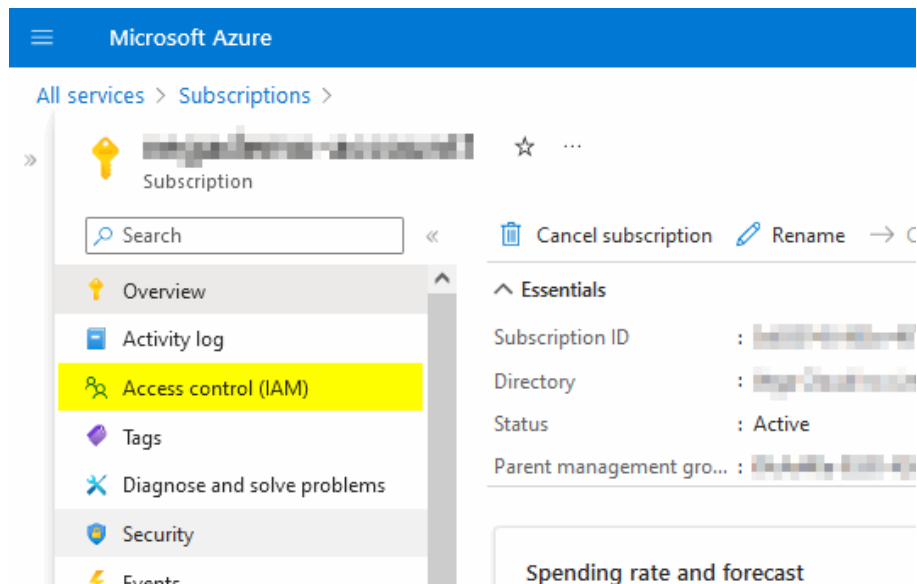 Microsoft Azure
All services > Subscriptions >
Subscription
Search
Cancel subscription
Rename
Overview
Activity log
Access control (IAM)
Tags
Diagnose and solve problems
Security
Events
Essentials
Subscription ID :
Directory :
Status : Active
Parent management gro... :
Spending rate and forecast